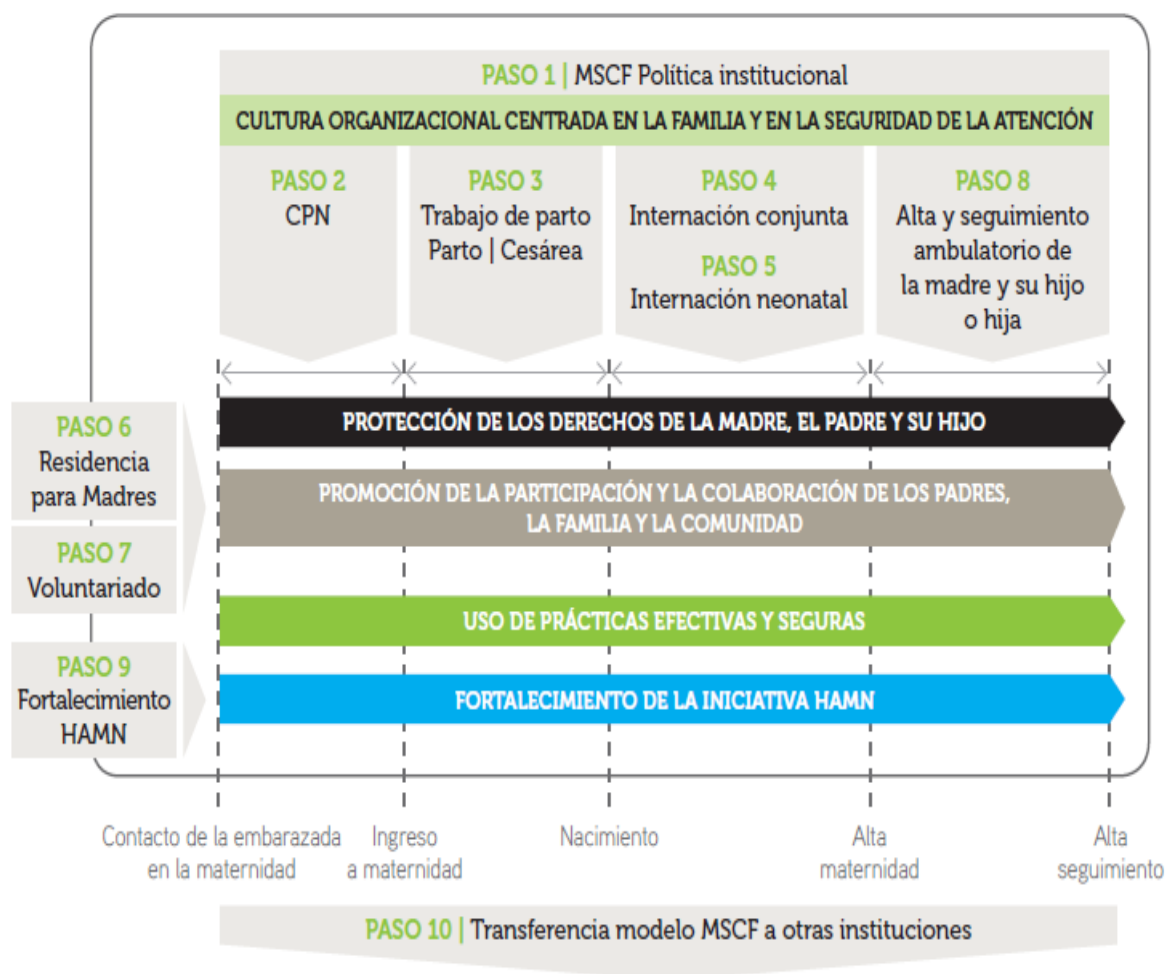 PASO 1 | MSCF Política institucional
CULTURA ORGANIZACIONAL CENTRADA EN LA FAMILIA Y EN LA SEGURIDAD DE LA ATENCIÓN
PASO 2
CPN
PASO 3
Trabajo de parto
Parto | Cesárea
PASO 4
Internación conjunta
PASO 5
Internación neonatal
PASO 8
Alta y seguimiento
ambulatorio de
la madre y su hijo
o hija
PASO 6
Residencia
para Madres
PASO 7
Voluntariado
PASO 9
Fortalecimiento
HAMN
PROTECCIÓN DE LOS DERECHOS DE LA MADRE, EL PADRE Y SU HIJO
PROMOCIÓN DE LA PARTICIPACIÓN Y LA COLABORACIÓN DE LOS PADRES,
LA FAMILIA Y LA COMUNIDAD
USO DE PRÁCTICAS EFECTIVAS Y SEGURAS
FORTALECIMIENTO DE LA INICIATIVA HAMN
Contacto de la embarazada
en la maternidad
Ingreso
a maternidad
Nacimiento
Alta
maternidad
Alta
seguimiento
PASO 10 | Transferencia modelo MSCF a otras instituciones